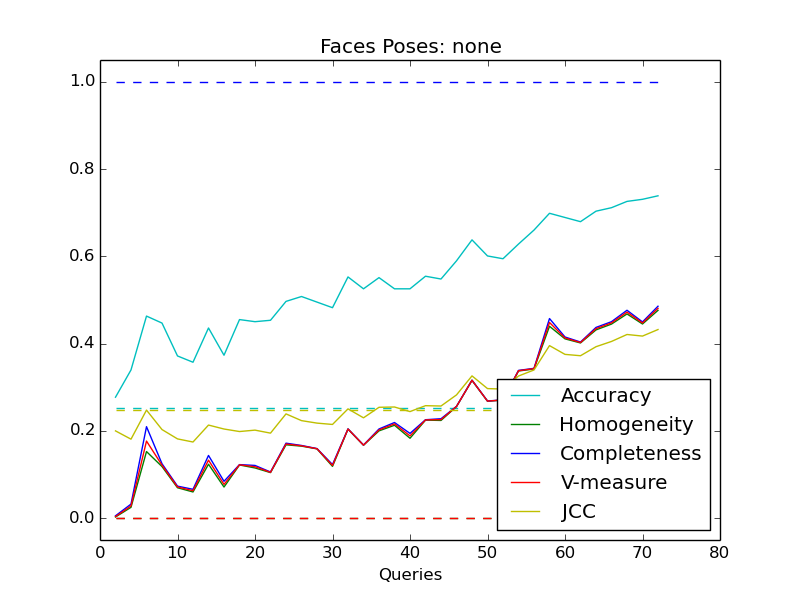 Faces Poses: none
1.0
0.8
0.6
0.4
0.2
0.0
Accuracy
Homogeneity
Completeness
V-measure
JCC
0 10 20 30 40 50 60 70 80
Queries